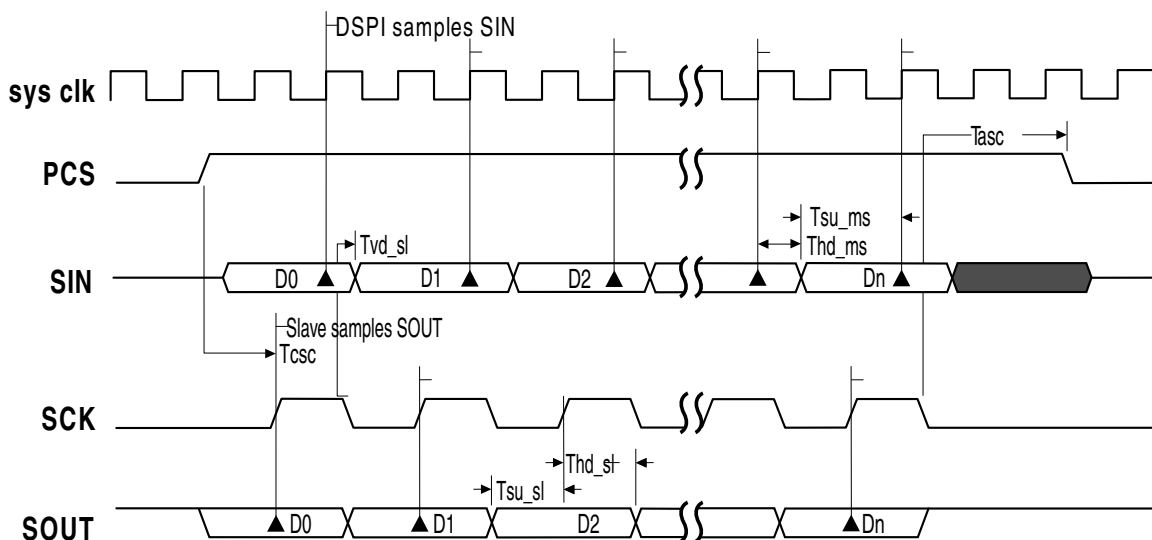 DSPI samples SIN
sys clk
Tasc
PCS
Tsu_ms
Tvd_sl
Thd_ms
SIN
D0
D1
D2
Dn
Slave samples SOUT
Tcsc
SCK
Thd_sl
Tsu_sl
SOUT
D0
D1
D2
Dn